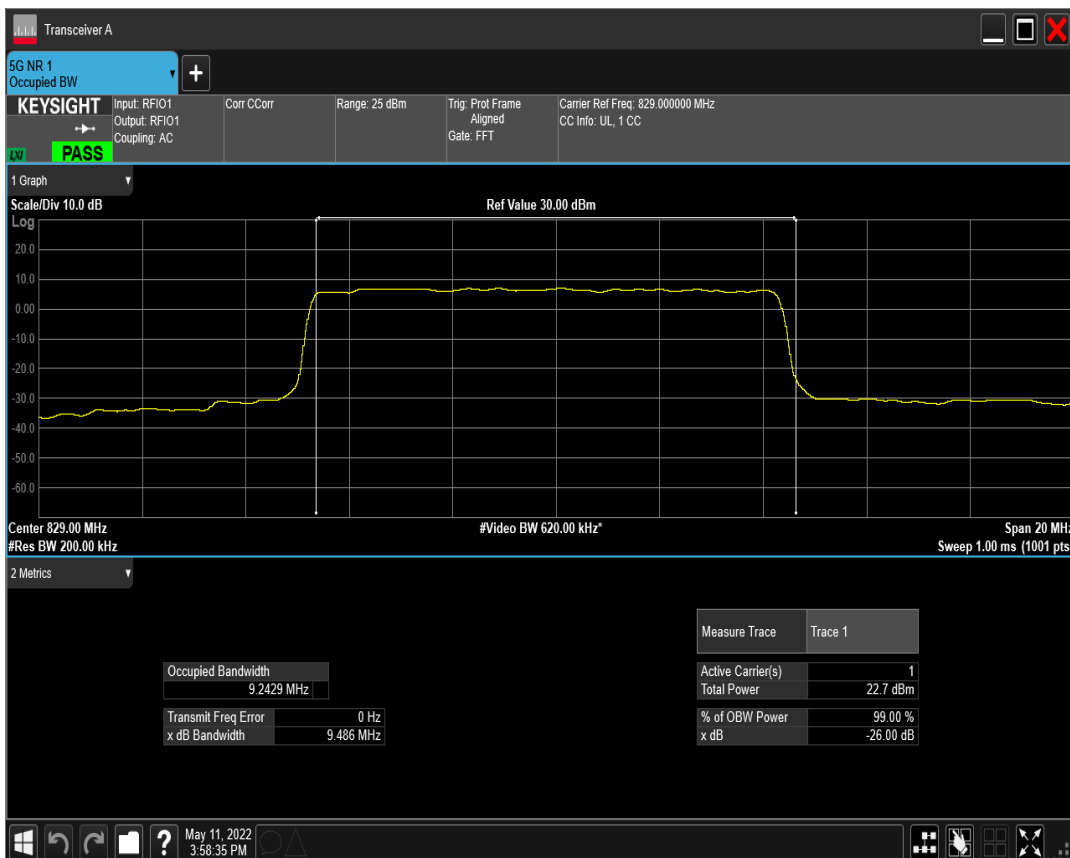 Transceiver A
5G NR 1
Occupied BW
KEYSIGHT
LXI
PASS
Input: RFIO1
Output: RFIO1
Coupling: AC
Corr CCorr
Range: 25 dBm
Trig: Prot Frame
Aligned
Gate: FFT
Carrier Ref Freq: 829.000000 MHz
CC Info: UL, 1 CC
1 Graph
Scale/Div 10.0 dB
Ref Value 30.00 dBm
Log
20.0
10.0
0.00
-10.0
-20.0
-30.0
-40.0
-50.0
-60.0
Center 829.00 MHz
#Video BW 620.00 kHz*
Span 20 MHz
#Res BW 200.00 kHz
Sweep 1.00 ms (1001 pts
2 Metrics
Measure Trace Trace 1
Occupied Bandwidth
9.2429 MHz
Active Carrier(s) 1
Total Power 22.7 dBm
Transmit Freq Error 0 Hz
x dB Bandwidth 9.486 MHz
% of OBW Power 99.00 %
x dB -26.00 dB
?
May 11, 2022
3:58:35 PM